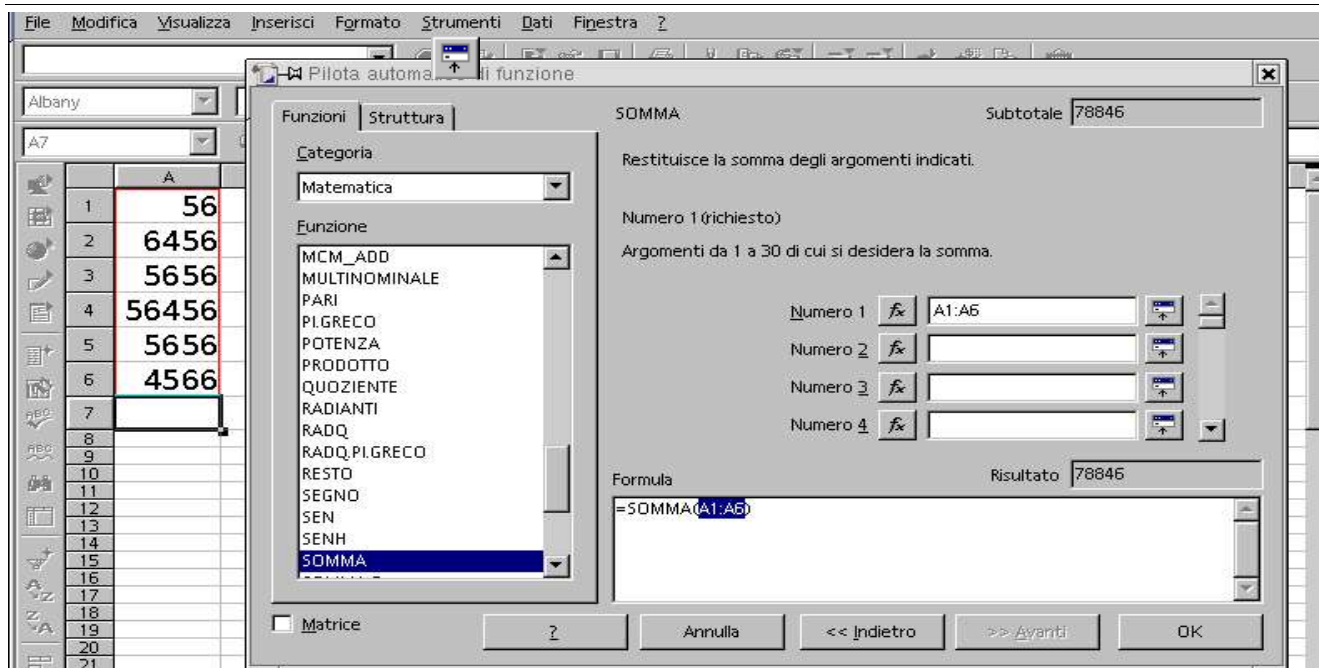 File Modifica Visualizza Inserisci Formato Strumenti Dati Finestra ?
Pilota automa di funzione
Albany
A7
A
1 56
2 6456
3 5656
4 56456
5 5656
6 4566
7
8
9
10
11
12
13
14
15
16
17
18
19
20
21
Funzioni Struttura
Categoria
Matematica
Funzione
MCM_ADD
MULTINOMINALE
PARI
PI.GRECO
POTENZA
PRODOTTO
QUOZIENTE
RADIANTI
RADQ
RADQ.PI.GRECO
RESTO
SEGNO
SEN
SENH
SOMMA
Matrice
SOMMA Subtotale 78846
Restituisce la somma degli argomenti indicati.
Numero 1 (richiesto)
Argomenti da 1 a 30 di cui si desidera la somma.
Numero 1 fx A1:A6
Numero 2 fx
Numero 3 fx
Numero 4 fx
Formula Risultato 78846
=SOMMA(A1:A6)
? Annulla << Indietro >> Avanti OK